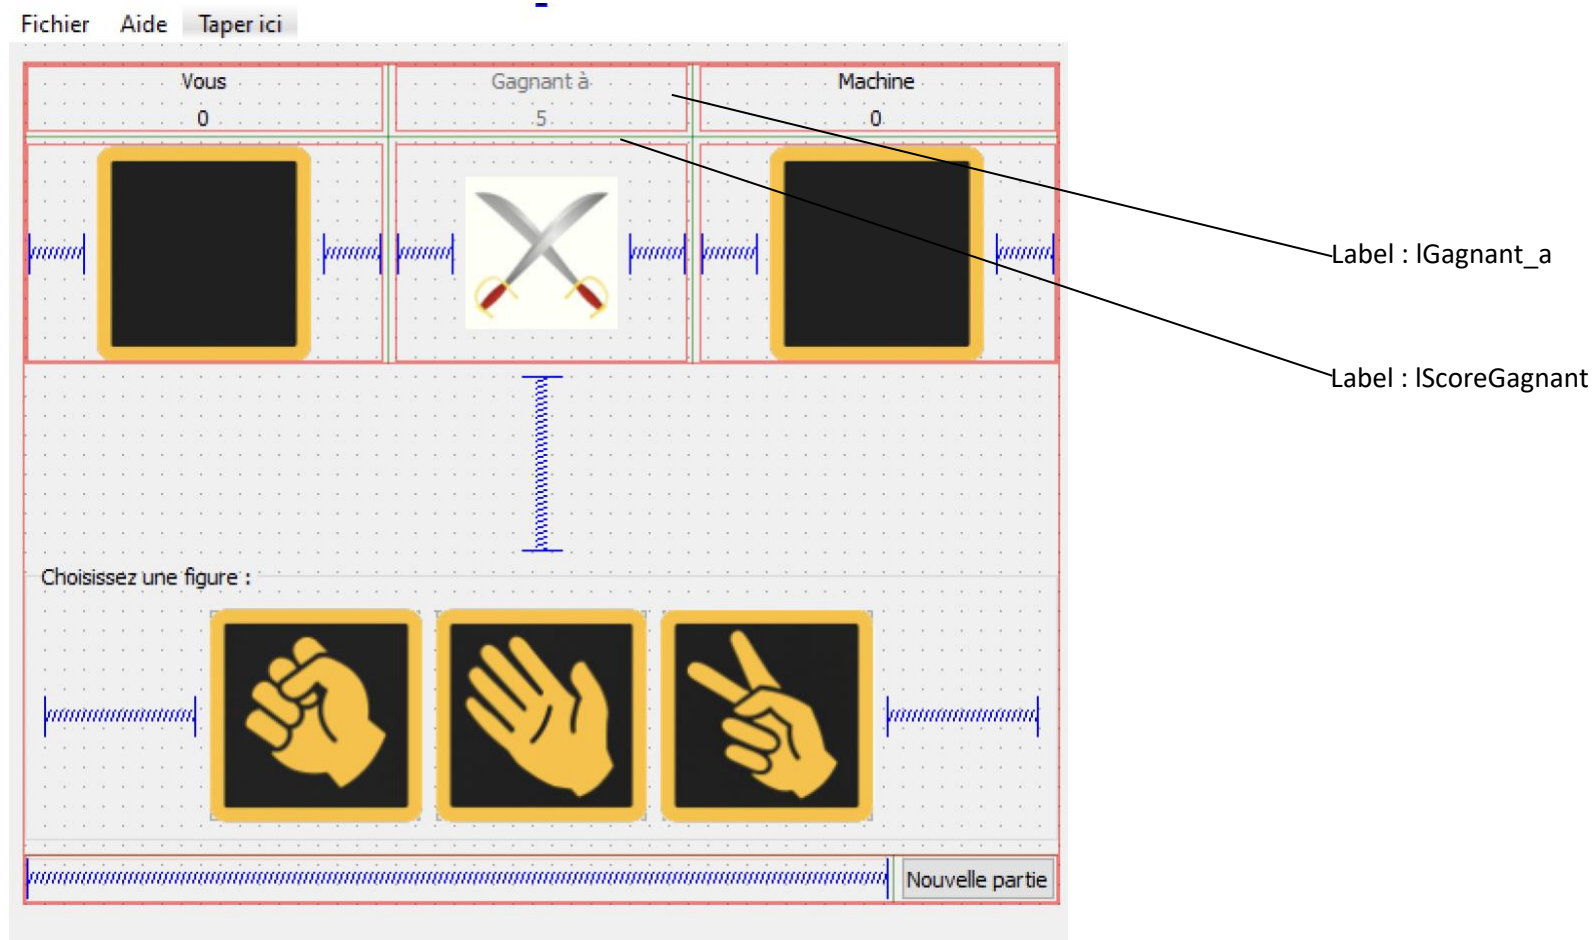 Fichier Aide Taper ici
Vous Gagnant à Machine
0 5 0
Label : lGagnant_a
Label : lScoreGagnant
Choisissez une figure :
Nouvelle partie